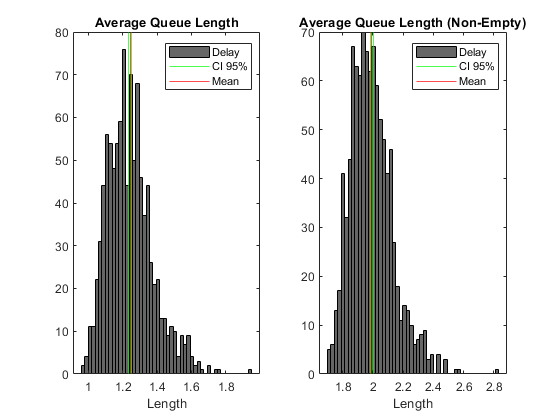 Average Queue Length
80
70
60
50
40
30
20
10
0
1
1.2
1.4
1.6
1.8
Length
Delay
CI 95%
Mean
Average Queue Length (Non-Empty)
70
60
50
40
30
20
10
0
1.8
2
2.2
2.4
2.6
2.8
Length
Delay
CI 95%
Mean